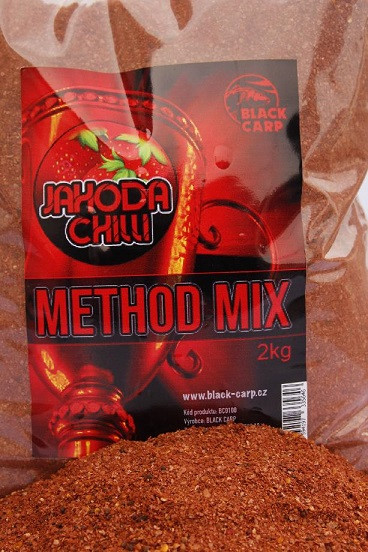 BLACK
CARP
JAHODA
CHILLI
METHOD MIX
2kg
www.black-carp.cz
Kód produktu: BC0100
Výrobce: BLACK CARP